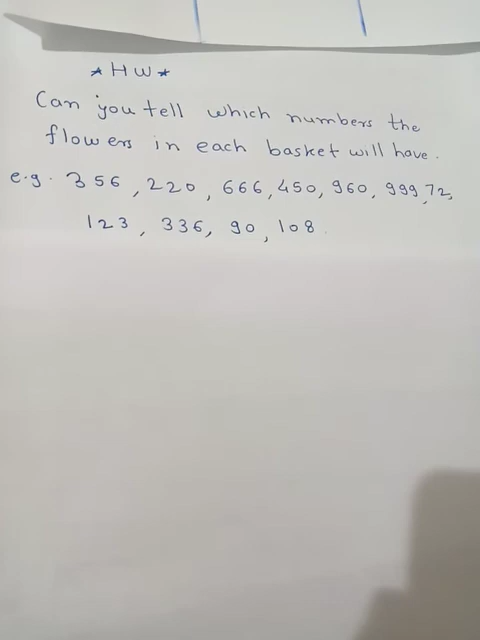 *HW*
Can you tell which numbers the
flowers in each basket will have.
e.g. 356, 220, 666, 450, 960, 999, 72,
123, 336, 90, 108.